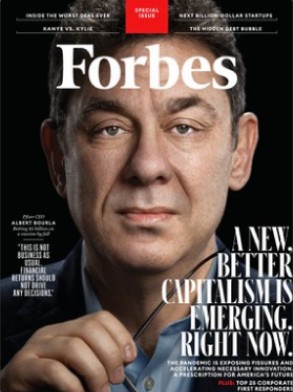 INSIDE THE WORST DEALS EVER
SPECIAL
ISSUE
NEXT BILLION-DOLLAR STARTUPS
KANYE VS. KYLIE
THE HIDDEN DEBT BUBBLE
Forbes
Pfizer CEO
ALBERT BOURLA
"THIS IS NOT
BUSINESS AS
USUAL.
FINANCIAL
RETURNS SHOULD
NOT DRIVE
ANY DECISIONS."
A NEW,
BETTER
CAPITALISM IS
EMERGING.
RIGHT NOW.
THE PANDEMIC IS EXPOSING FISSURES AND
ACCELERATING NECESSARY INNOVATION.
A PRESCRIPTION FOR AMERICA'S FUTURE
PLUS: TOP 25 CORPORATE
FIRST RESPONDERS